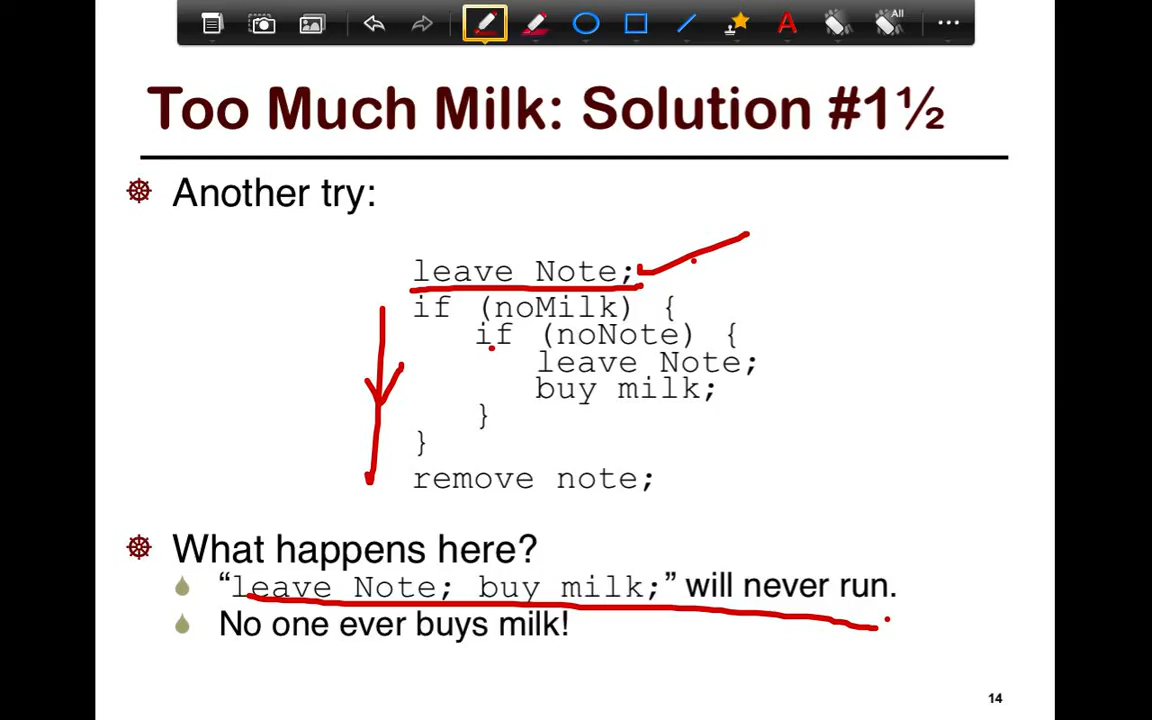 All
A
Too Much Milk: Solution #1½
Another try:
leave Note;
if (noMilk) {
if (noNote) {
leave Note;
buy milk;
}
}
remove note;
What happens here?
“leave Note; buy milk;” will never run.
No one ever buys milk!
14